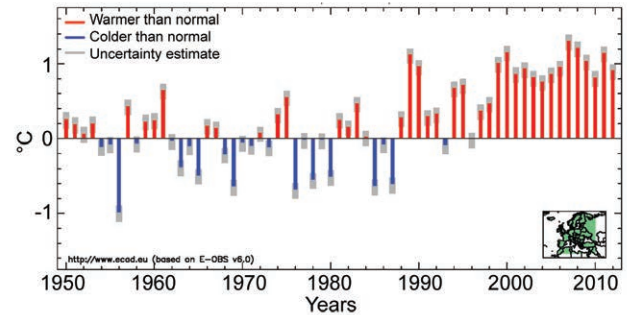 Years
Warmer than normal
Colder than normal
Uncertainty estimate
1
0
-1
°C
http://www.ecad.eu (based on E-OBS v6.0)
1950 1960 1970 1980 1990 2000 2010
Years